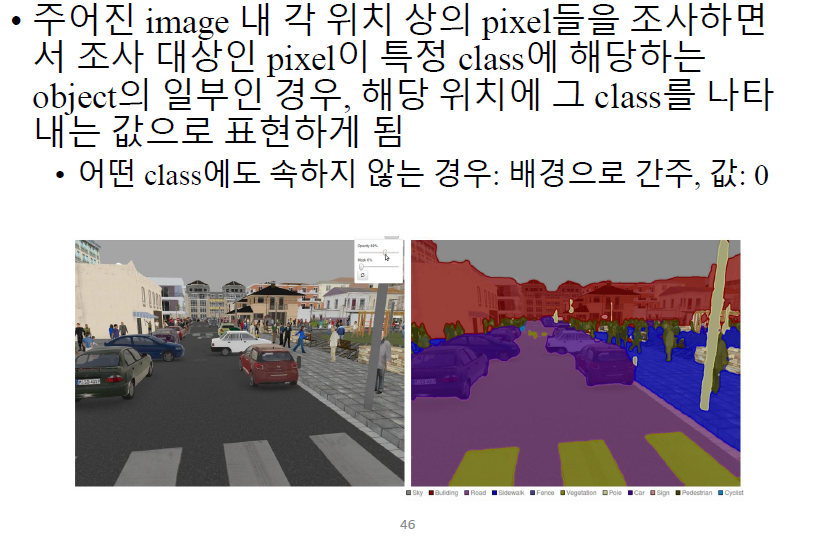 • 주어진 image 내 각 위치 상의 pixel들을 조사하면
서 조사 대상인 pixel이 특정 class에 해당하는
object의 일부인 경우, 해당 위치에 그 class를 나타
내는 값으로 표현하게 됨
• 어떤 class에도 속하지 않는 경우: 배경으로 간주, 값: 0
Sky Building Road Sidewalk Fence Vegetation Pole Car Sign Pedestrian Cyclist
46